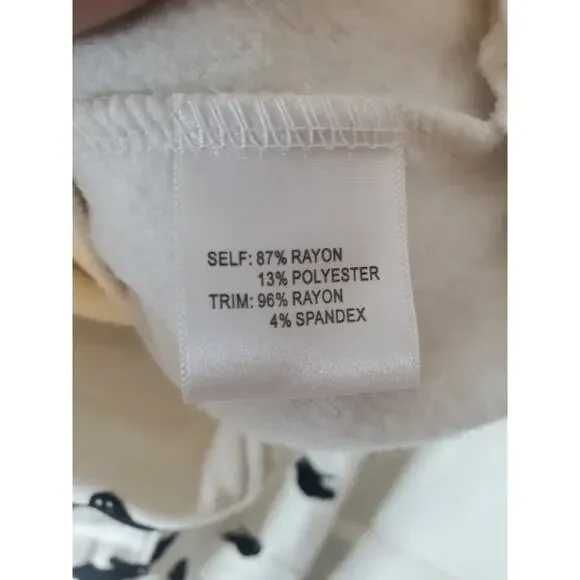 SELF: 87% RAYON
13% POLYESTER
TRIM: 96% RAYON
4% SPANDEX